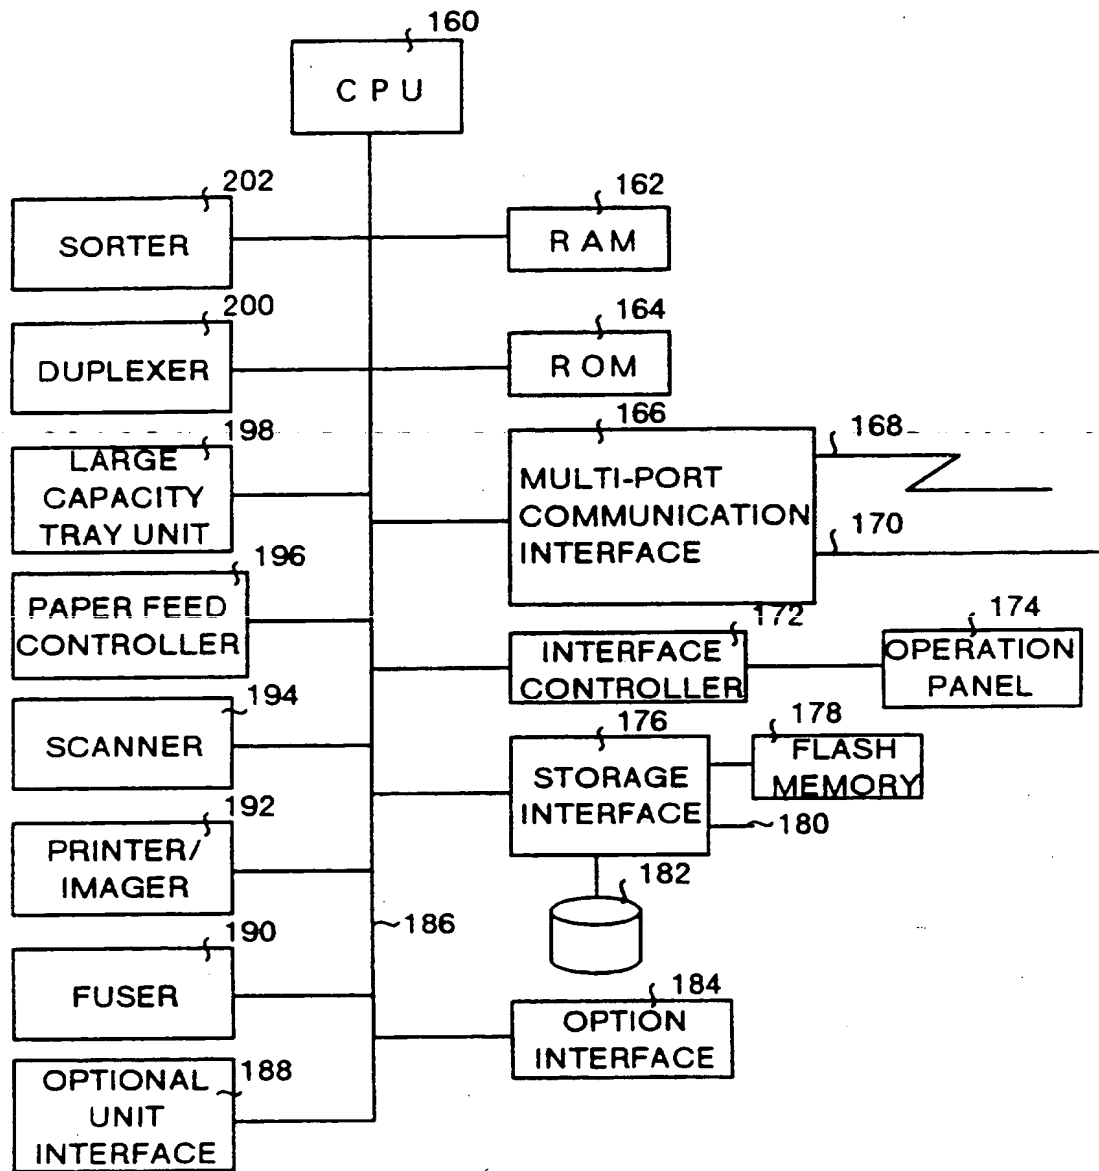 160
CPU
202
SORTER
162
RAM
200
DUPLEXER
164
ROM
198
LARGE
CAPACITY
TRAY UNIT
166
MULTI-PORT
COMMUNICATION
INTERFACE
168
170
196
PAPER FEED
CONTROLLER
172
INTERFACE
CONTROLLER
174
OPERATION
PANEL
194
SCANNER
176
STORAGE
INTERFACE
178
FLASH
MEMORY
180
192
PRINTER/
IMAGER
182
186
190
FUSER
184
OPTION
INTERFACE
188
OPTIONAL
UNIT
INTERFACE